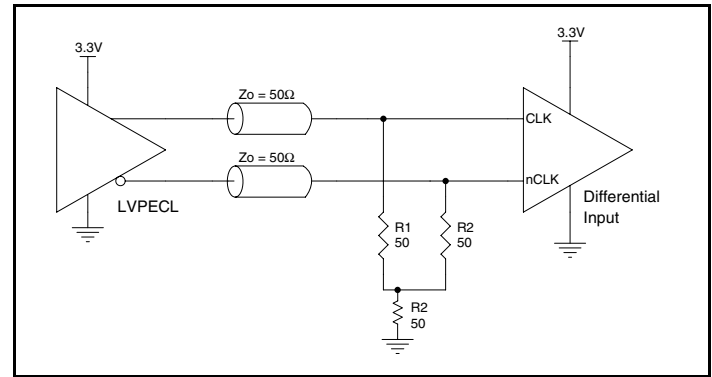 3.3V
3.3V
Zo = 50Ω
CLK
Zo = 50Ω
nCLK
LVPECL
Differential
Input
R1
50
R2
50
R2
50